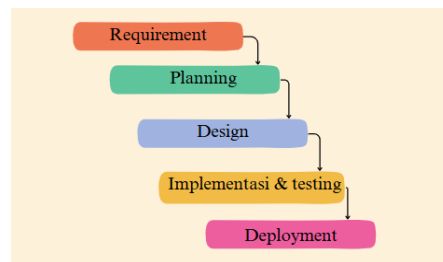 Requirement
Planning
Design
Implementasi & testing
Deployment